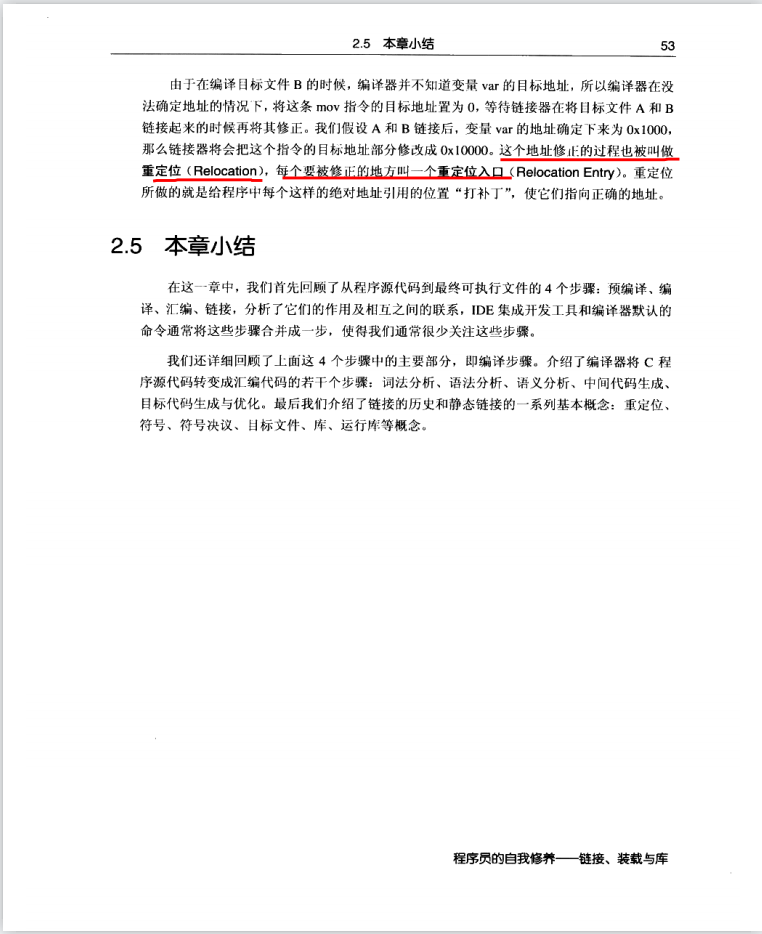 2.5 本章小结 53
由于在编译目标文件 B 的时候，编译器并不知道变量 var 的目标地址，所以编译器在没
法确定地址的情况下，将这条 mov 指令的目标地址置为 0，等待链接器在将目标文件 A 和 B
链接起来的时候再将其修正。我们假设 A 和 B 链接后，变量 var 的地址确定下来为 0x1000，
那么链接器将会把这个指令的目标地址部分修改成 0x10000。这个地址修正的过程也被叫做
重定位（Relocation），每个要被修正的地方叫一个重定位入口（Relocation Entry）。重定位
所做的就是给程序中每个这样的绝对地址引用的位置“打补丁”，使它们指向正确的地址。
2.5 本章小结
在这一章中，我们首先回顾了从程序源代码到最终可执行文件的 4 个步骤：预编译、编
译、汇编、链接，分析了它们的作用及相互之间的联系，IDE 集成开发工具和编译器默认的
命令通常将这些步骤合并成一步，使得我们通常很少关注这些步骤。
我们还详细回顾了上面这 4 个步骤中的主要部分，即编译步骤。介绍了编译器将 C 程
序源代码转变成汇编代码的若干个步骤：词法分析、语法分析、语义分析、中间代码生成、
目标代码生成与优化。最后我们介绍了链接的历史和静态链接的一系列基本概念：重定位、
符号、符号决议、目标文件、库、运行库等概念。
程序员的自我修养——链接、装载与库